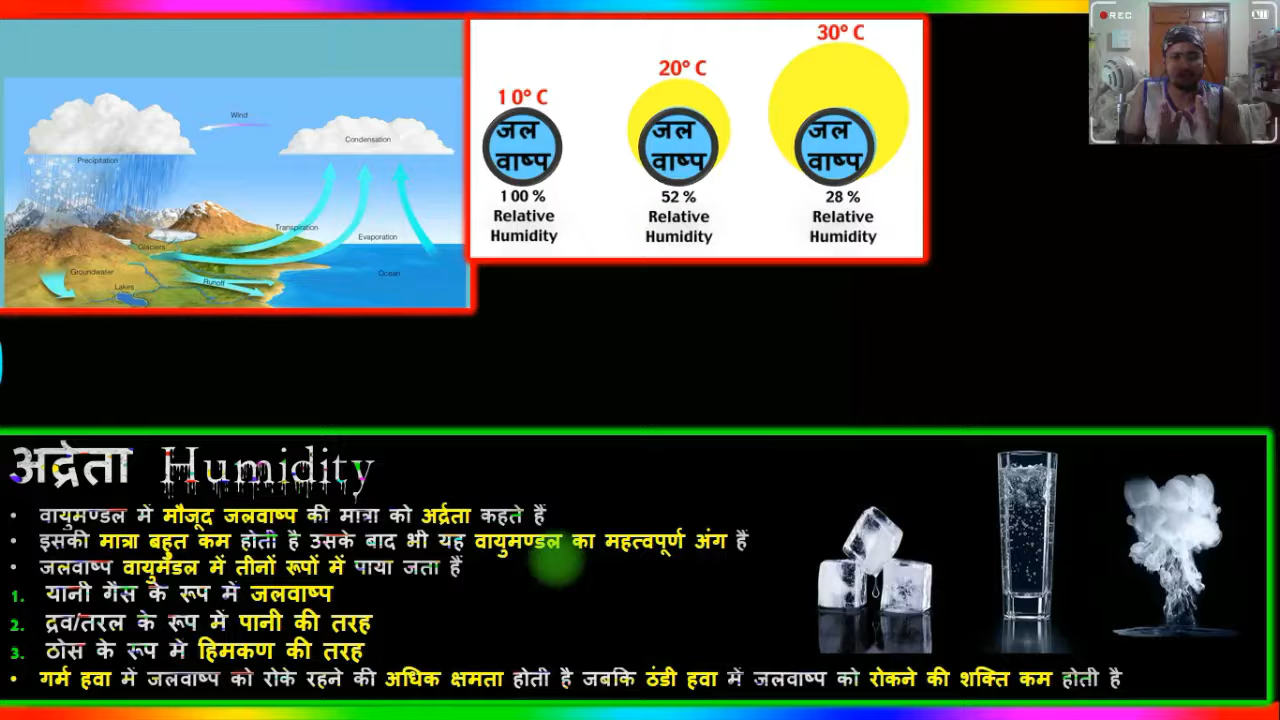 REC
Wind
Condensation
Precipitation
Transpiration
Evaporation
Glaciers
Groundwater
Ocean
Runoff
Lakes
10° C
20° C
30° C
जल
वाष्प
जल
वाष्प
जल
वाष्प
100 %
Relative
Humidity
52 %
Relative
Humidity
28 %
Relative
Humidity
अद्रेता Humidity
• वायुमण्डल में मौजूद जलवाष्प की मात्रा को अर्द्रता कहते हैं
• इसकी मात्रा बहुत कम होती है उसके बाद भी यह वायुमण्डल का महत्वपूर्ण अंग हैं
• जलवाष्प वायुमंडल में तीनों रूपों में पाया जता हैं
1. यानी गैस के रूप में जलवाष्प
2. द्रव/तरल के रूप में पानी की तरह
3. ठोस के रूप में हिमकण की तरह
• गर्म हवा में जलवाष्प को रोके रहने की अधिक क्षमता होती है जबकि ठंडी हवा में जलवाष्प को रोकने की शक्ति कम होती है